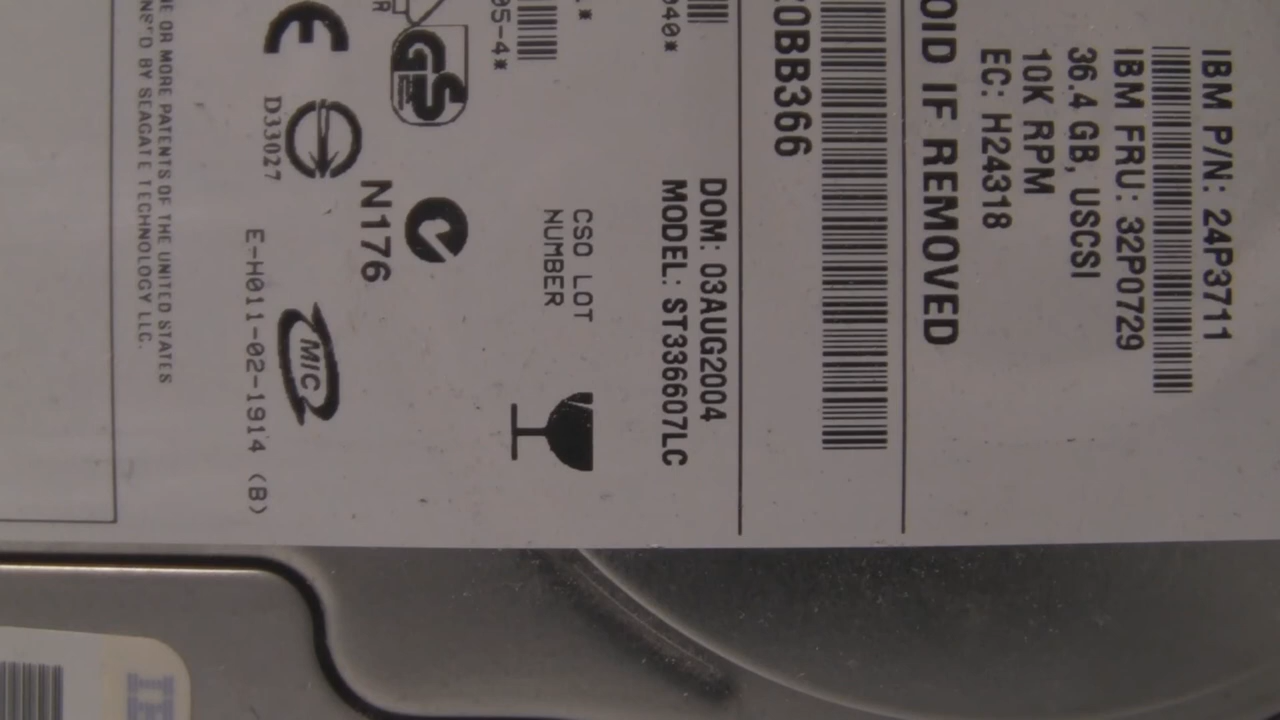 IBM P/N: 24P3711
IBM FRU: 32P0729
36.4 GB, USCSI
10K RPM
EC: H24318
OID IF REMOVED
0BB366
DOM: 03AUG2004
MODEL: ST336607LC
040*
CSO LOT
NUMBER
05-4*
GS
N176
CE
D33027
MIC
E-H011-02-1914 (B)
OR MORE PATENTS OF THE UNITED STATES
BY SEAGATE TECHNOLOGY LLC.